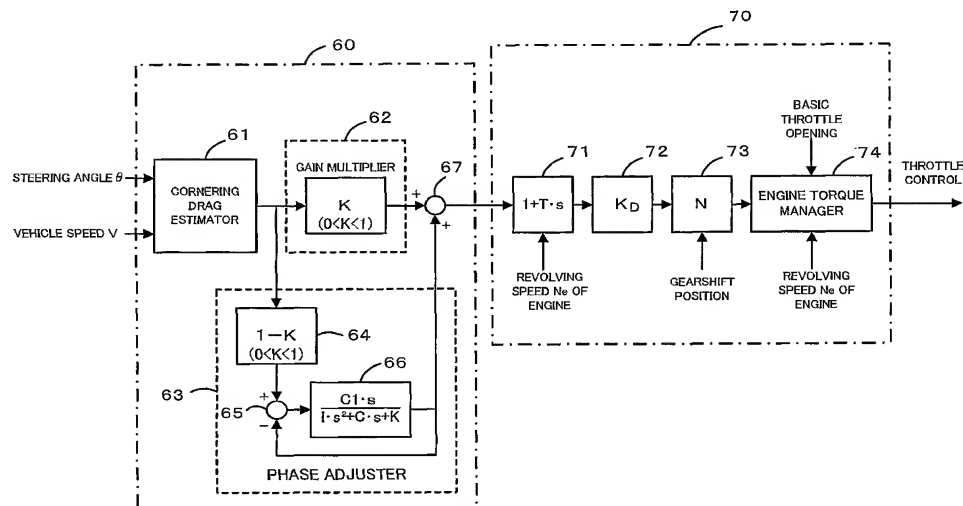 60
70
61
62
67
71
72
73
74
BASIC
THROTTLE
OPENING
THROTTLE
CONTROL
STEERING ANGLE θ
VEHICLE SPEED V
CORNERING
DRAG
ESTIMATOR
GAIN MULTIPLIER
K
(0<K<1)
+
+
1+T·s
KD
N
ENGINE TORQUE
MANAGER
REVOLVING
SPEED Ne OF
ENGINE
GEARSHIFT
POSITION
REVOLVING
SPEED Ne OF
ENGINE
1−K
(0<K<1)
64
63
66
+
65
−
C1·s
I·s²+C·s+K
PHASE ADJUSTER